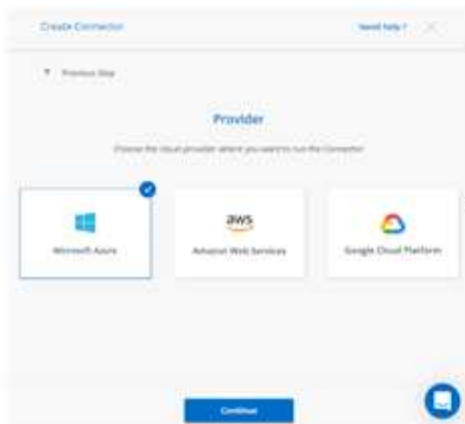 Create Connector
Need help ?
Previous Step
Provider
Choose the cloud provider where you want to run the Connector
Microsoft Azure
aws
Amazon Web Services
Google Cloud Platform
Continue